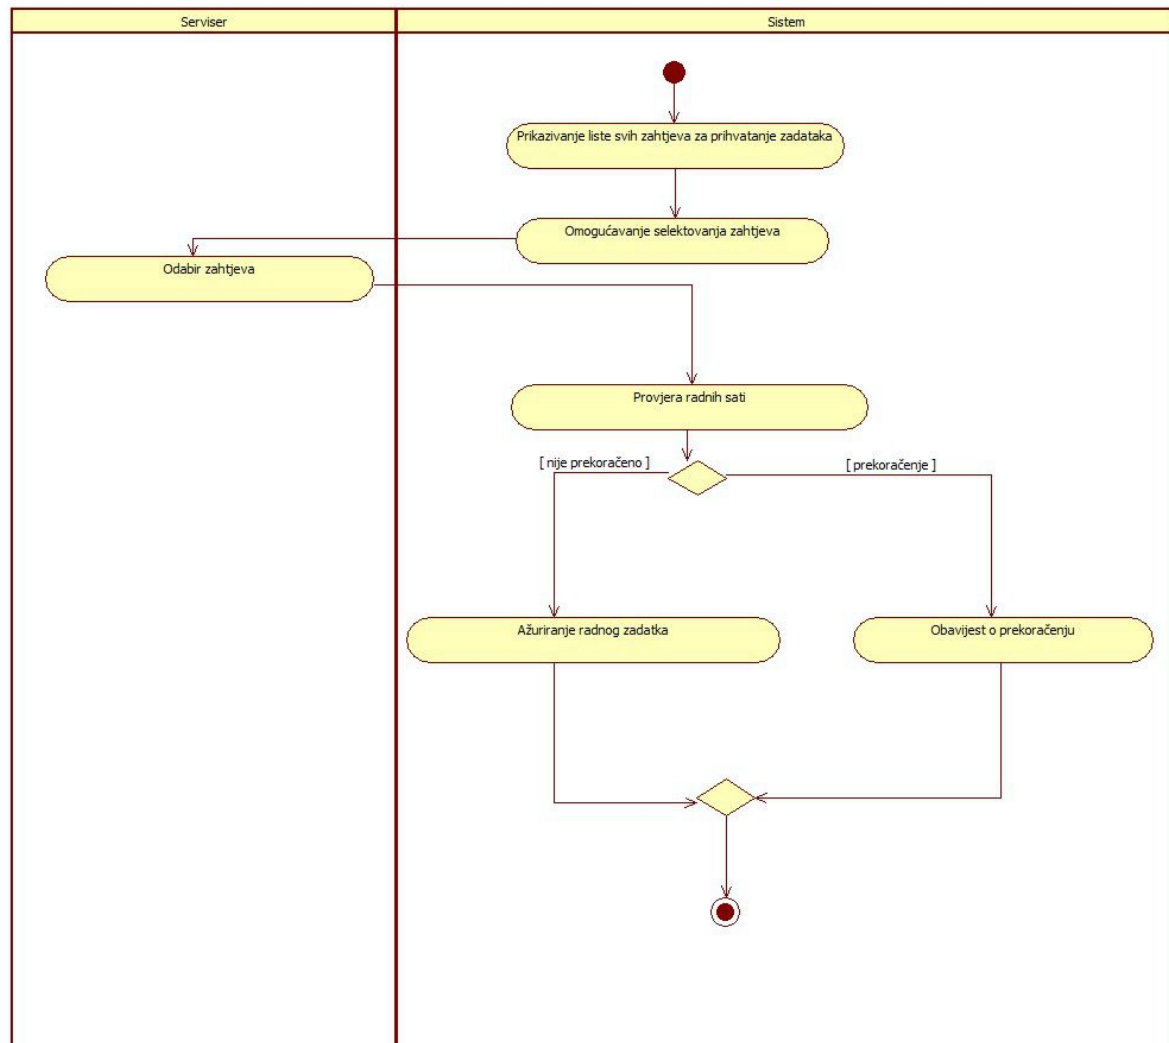 Serviser
Sistem
Prikazivanje liste svih zahtjeva za prihvatanje zadataka
Omogućavanje selektovanja zahtjeva
Odabir zahtjeva
Provjera radnih sati
[ nije prekoračeno ]
[ prekoračenje ]
Ažuriranje radnog zadatka
Obavijest o prekoračenju